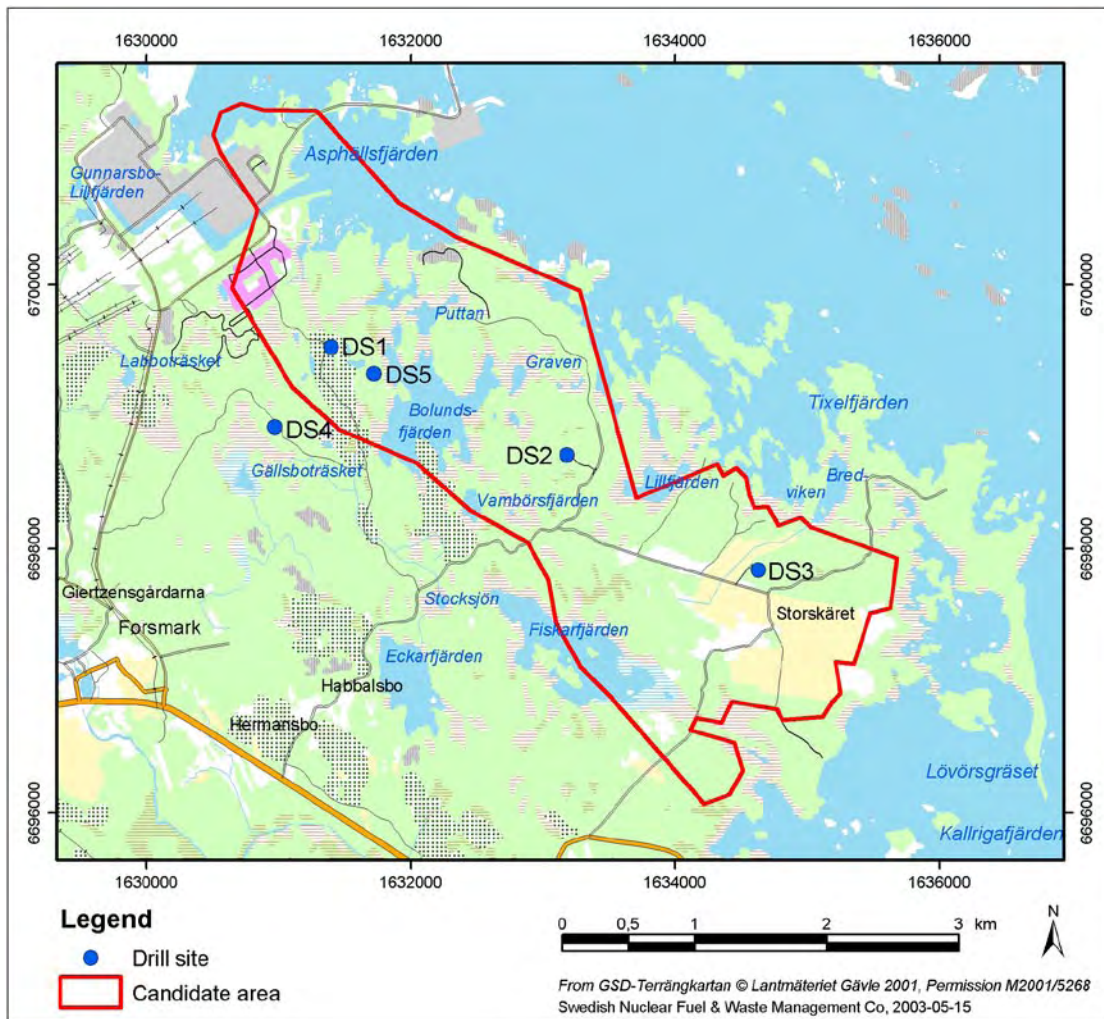 1630000 1632000 1634000 1636000
Asphällsfjärden
Gunnarsbo-
Lillfjärden
6700000 6700000
Puttan
Labboträsket
DS1
Graven
DS5
Tixelfjärden
Bolunds-
fjärden
DS4
DS2
Gällsboträsket
Lillfjärden
Bred-
viken
Vambörsfjärden
6698000 6698000
DS3
Giertzensgårdarna
Stocksjön
Storskäret
Forsmark
Fiskarfjärden
Eckarfjärden
Habbalsbo
Hermansbo
Lövörsgräset
6696000 6696000
Kallrigafjärden
1630000 1632000 1634000 1636000
Legend
Drill site
Candidate area
0 0,5 1 2 3 km
N
From GSD-Terrängkartan © Lantmäteriet Gävle 2001, Permission M2001/5268
Swedish Nuclear Fuel & Waste Management Co, 2003-05-15